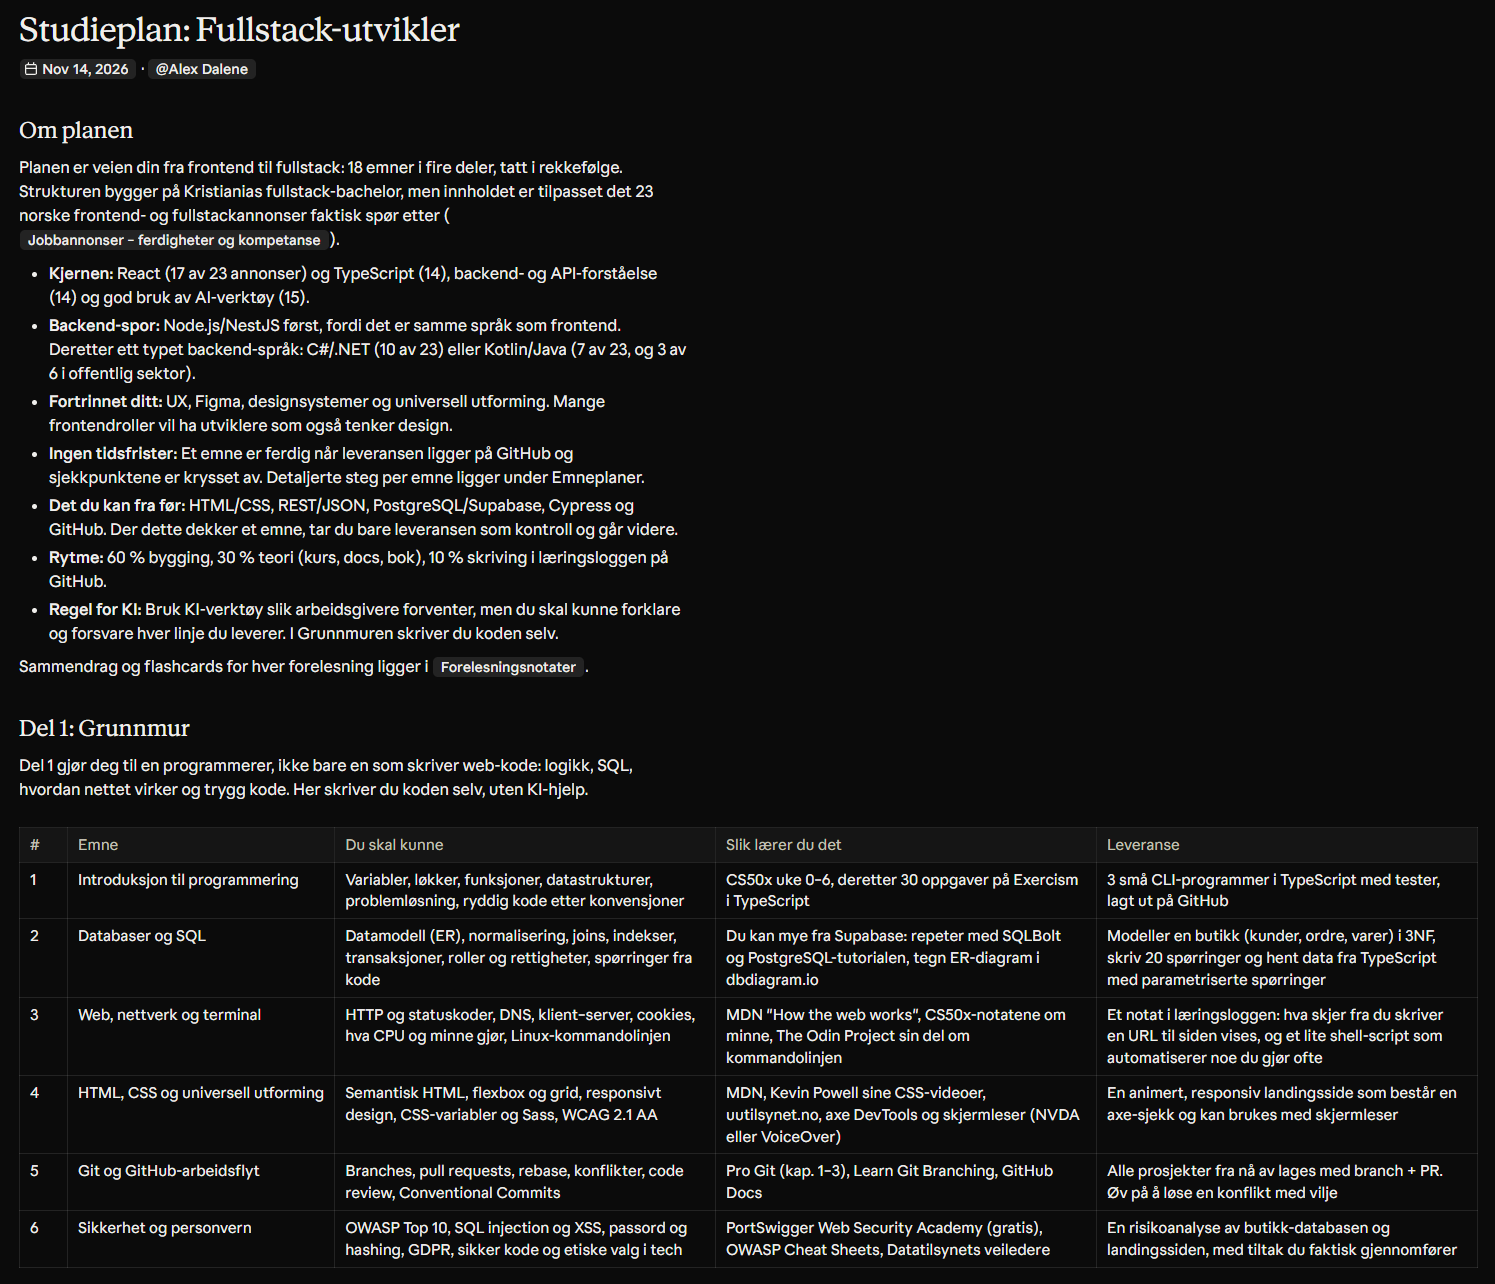 Studieplan: Fullstack-utvikler
Nov 14, 2026 · @Alex Dalene
Om planen
Planen er veien din fra frontend til fullstack: 18 emner i fire deler, tatt i rekkefølge.
Strukturen bygger på Kristianias fullstack-bachelor, men innholdet er tilpasset det 23
norske frontend- og fullstackannonser faktisk spør etter (
Jobbannonser – ferdigheter og kompetanse ).
• Kjernen: React (17 av 23 annonser) og TypeScript (14), backend- og API-forståelse
(14) og god bruk av AI-verktøy (15).
• Backend-spor: Node.js/NestJS først, fordi det er samme språk som frontend.
Deretter ett typet backend-språk: C#/.NET (10 av 23) eller Kotlin/Java (7 av 23, og 3 av
6 i offentlig sektor).
• Fortrinnet ditt: UX, Figma, designsystemer og universell utforming. Mange
frontendroller vil ha utviklere som også tenker design.
• Ingen tidsfrister: Et emne er ferdig når leveransen ligger på GitHub og
sjekkpunktene er krysset av. Detaljerte steg per emne ligger under Emneplaner.
• Det du kan fra før: HTML/CSS, REST/JSON, PostgreSQL/Supabase, Cypress og
GitHub. Der dette dekker et emne, tar du bare leveransen som kontroll og går videre.
• Rytme: 60 % bygging, 30 % teori (kurs, docs, bok), 10 % skriving i læringsloggen på
GitHub.
• Regel for KI: Bruk KI-verktøy slik arbeidsgivere forventer, men du skal kunne forklare
og forsvare hver linje du leverer. I Grunnmuren skriver du koden selv.
Sammendrag og flashcards for hver forelesning ligger i Forelesningsnotater .
Del 1: Grunnmur
Del 1 gjør deg til en programmerer, ikke bare en som skriver web-kode: logikk, SQL,
hvordan nettet virker og trygg kode. Her skriver du koden selv, uten KI-hjelp.
# Emne Du skal kunne Slik lærer du det Leveranse
1 Introduksjon til programmering
Variabler, løkker, funksjoner, datastrukturer,
problemløsning, ryddig kode etter konvensjoner
CS50x uke 0–6, deretter 30 oppgaver på Exercism
i TypeScript
3 små CLI-programmer i TypeScript med tester,
lagt ut på GitHub
2 Databaser og SQL
Datamodell (ER), normalisering, joins, indekser,
transaksjoner, roller og rettigheter, spørringer fra
kode
Du kan mye fra Supabase: repeter med SQLBolt
og PostgreSQL-tutorialen, tegn ER-diagram i
dbdiagram.io
Modeller en butikk (kunder, ordre, varer) i 3NF,
skriv 20 spørringer og hent data fra TypeScript
med parametriserte spørringer
3 Web, nettverk og terminal
HTTP og statuskoder, DNS, klient–server, cookies,
hva CPU og minne gjør, Linux-kommandolinjen
MDN "How the web works", CS50x-notatene om
minne, The Odin Project sin del om
kommandolinjen
Et notat i læringsloggen: hva skjer fra du skriver
en URL til siden vises, og et lite shell-script som
automatiserer noe du gjør ofte
4 HTML, CSS og universell utforming
Semantisk HTML, flexbox og grid, responsivt
design, CSS-variabler og Sass, WCAG 2.1 AA
MDN, Kevin Powell sine CSS-videoer,
uutilsynet.no, axe DevTools og skjermleser (NVDA
eller VoiceOver)
En animert, responsiv landingsside som består en
axe-sjekk og kan brukes med skjermleser
5 Git og GitHub-arbeidsflyt
Branches, pull requests, rebase, konflikter, code
review, Conventional Commits
Pro Git (kap. 1–3), Learn Git Branching, GitHub
Docs
Alle prosjekter fra nå av lages med branch + PR.
Øv på å løse en konflikt med vilje
6 Sikkerhet og personvern
OWASP Top 10, SQL injection og XSS, passord og
hashing, GDPR, sikker kode og etiske valg i tech
PortSwigger Web Security Academy (gratis),
OWASP Cheat Sheets, Datatilsynets veiledere
En risikoanalyse av butikk-databasen og
landingssiden, med tiltak du faktisk gjennomfører